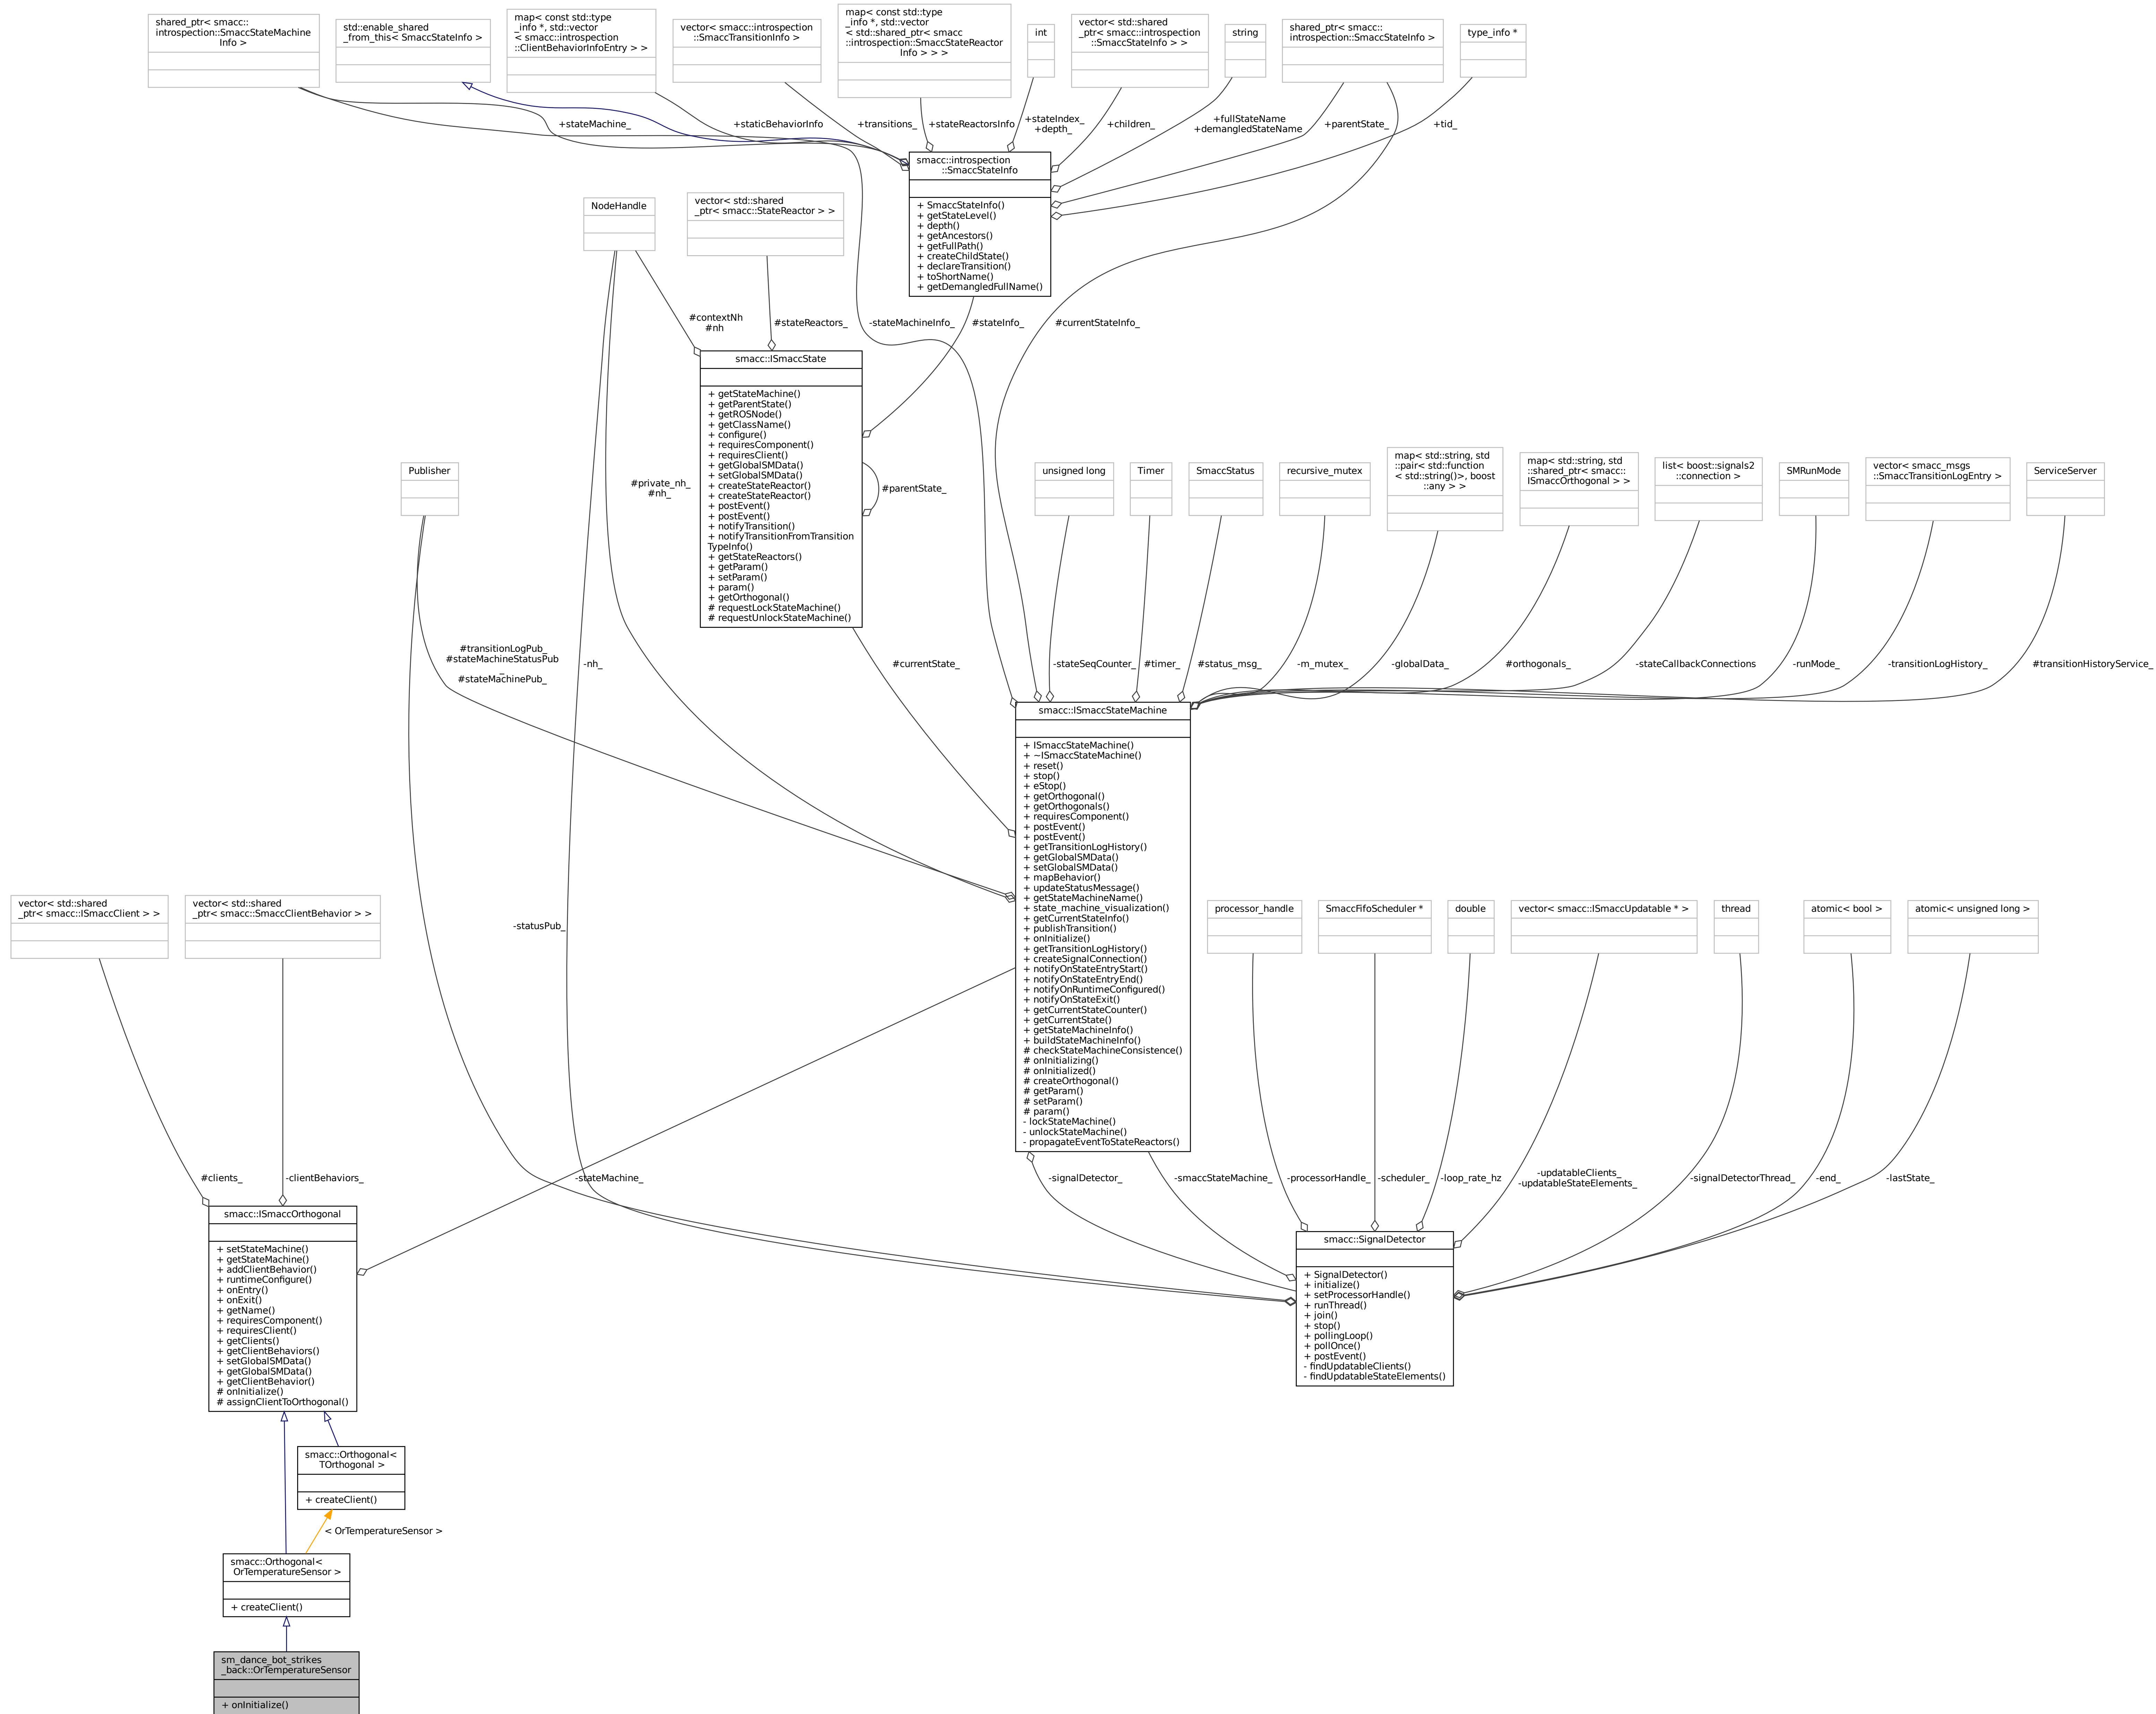 shared_ptr< smacc::
introspection::SmaccStateMachine
Info >
std::enable_shared
_from_this< SmaccStateInfo >
map< const std::type
_info *, std::vector
< smacc::introspection
::ClientBehaviorInfoEntry > >
vector< smacc::introspection
::SmaccTransitionInfo >
map< const std::type
_info *, std::vector
< std::shared_ptr< smacc
::introspection::SmaccStateReactor
Info > > >
int
vector< std::shared
_ptr< smacc::introspection
::SmaccStateInfo > >
string
shared_ptr< smacc::
introspection::SmaccStateInfo >
type_info *
+stateMachine_
+staticBehaviorInfo
+transitions_
+stateReactorsInfo
+stateIndex_
+depth_
+children_
+fullStateName
+demangledStateName
+parentState_
+tid_
smacc::introspection
::SmaccStateInfo
+ SmaccStateInfo()
+ getStateLevel()
+ depth()
+ getAncestors()
+ getFullPath()
+ createChildState()
+ declareTransition()
+ toShortName()
+ getDemangledFullName()
NodeHandle
vector< std::shared
_ptr< smacc::StateReactor > >
#contextNh
#nh
#stateReactors_
-stateMachineInfo_
#stateInfo_
#currentStateInfo_
smacc::ISmaccState
+ getStateMachine()
+ getParentState()
+ getROSNode()
+ getClassName()
+ configure()
+ requiresComponent()
+ requiresClient()
+ getGlobalSMData()
+ setGlobalSMData()
+ createStateReactor()
+ createStateReactor()
+ postEvent()
+ postEvent()
+ notifyTransition()
+ notifyTransitionFromTransition
TypeInfo()
+ getStateReactors()
+ getParam()
+ setParam()
+ param()
+ getOrthogonal()
# requestLockStateMachine()
# requestUnlockStateMachine()
#parentState_
#private_nh_
#nh_
Publisher
unsigned long
Timer
SmaccStatus
recursive_mutex
map< std::string, std
::pair< std::function
< std::string()>, boost
::any > >
map< std::string, std
::shared_ptr< smacc::
ISmaccOrthogonal > >
list< boost::signals2
::connection >
SMRunMode
vector< smacc_msgs
::SmaccTransitionLogEntry >
ServiceServer
#transitionLogPub_
#stateMachineStatusPub
_
#stateMachinePub_
-nh_
#currentState_
-stateSeqCounter_
#timer_
#status_msg_
-m_mutex_
-globalData_
#orthogonals_
-stateCallbackConnections
-runMode_
-transitionLogHistory_
#transitionHistoryService_
smacc::ISmaccStateMachine
+ ISmaccStateMachine()
+ ~ISmaccStateMachine()
+ reset()
+ stop()
+ eStop()
+ getOrthogonal()
+ getOrthogonals()
+ requiresComponent()
+ postEvent()
+ postEvent()
+ getTransitionLogHistory()
+ getGlobalSMData()
+ setGlobalSMData()
+ mapBehavior()
+ updateStatusMessage()
+ getStateMachineName()
+ state_machine_visualization()
+ getCurrentStateInfo()
+ publishTransition()
+ onInitialize()
+ getTransitionLogHistory()
+ createSignalConnection()
+ notifyOnStateEntryStart()
+ notifyOnStateEntryEnd()
+ notifyOnRuntimeConfigured()
+ notifyOnStateExit()
+ getCurrentStateCounter()
+ getCurrentState()
+ getStateMachineInfo()
+ buildStateMachineInfo()
# checkStateMachineConsistence()
# onInitializing()
# onInitialized()
# createOrthogonal()
# getParam()
# setParam()
# param()
- lockStateMachine()
- unlockStateMachine()
- propagateEventToStateReactors()
vector< std::shared
_ptr< smacc::ISmaccClient > >
vector< std::shared
_ptr< smacc::SmaccClientBehavior > >
-statusPub_
processor_handle
SmaccFifoScheduler *
double
vector< smacc::ISmaccUpdatable * >
thread
atomic< bool >
atomic< unsigned long >
#clients_
-clientBehaviors_
-stateMachine_
-signalDetector_
-smaccStateMachine_
-processorHandle_
-scheduler_
-loop_rate_hz
-updatableClients_
-updatableStateElements_
-signalDetectorThread_
-end_
-lastState_
smacc::ISmaccOrthogonal
+ setStateMachine()
+ getStateMachine()
+ addClientBehavior()
+ runtimeConfigure()
+ onEntry()
+ onExit()
+ getName()
+ requiresComponent()
+ requiresClient()
+ getClients()
+ getClientBehaviors()
+ setGlobalSMData()
+ getGlobalSMData()
+ getClientBehavior()
# onInitialize()
# assignClientToOrthogonal()
smacc::SignalDetector
+ SignalDetector()
+ initialize()
+ setProcessorHandle()
+ runThread()
+ join()
+ stop()
+ pollingLoop()
+ pollOnce()
+ postEvent()
- findUpdatableClients()
- findUpdatableStateElements()
smacc::Orthogonal<
TOrthogonal >
+ createClient()
< OrTemperatureSensor >
smacc::Orthogonal<
OrTemperatureSensor >
+ createClient()
sm_dance_bot_strikes
_back::OrTemperatureSensor
+ onInitialize()